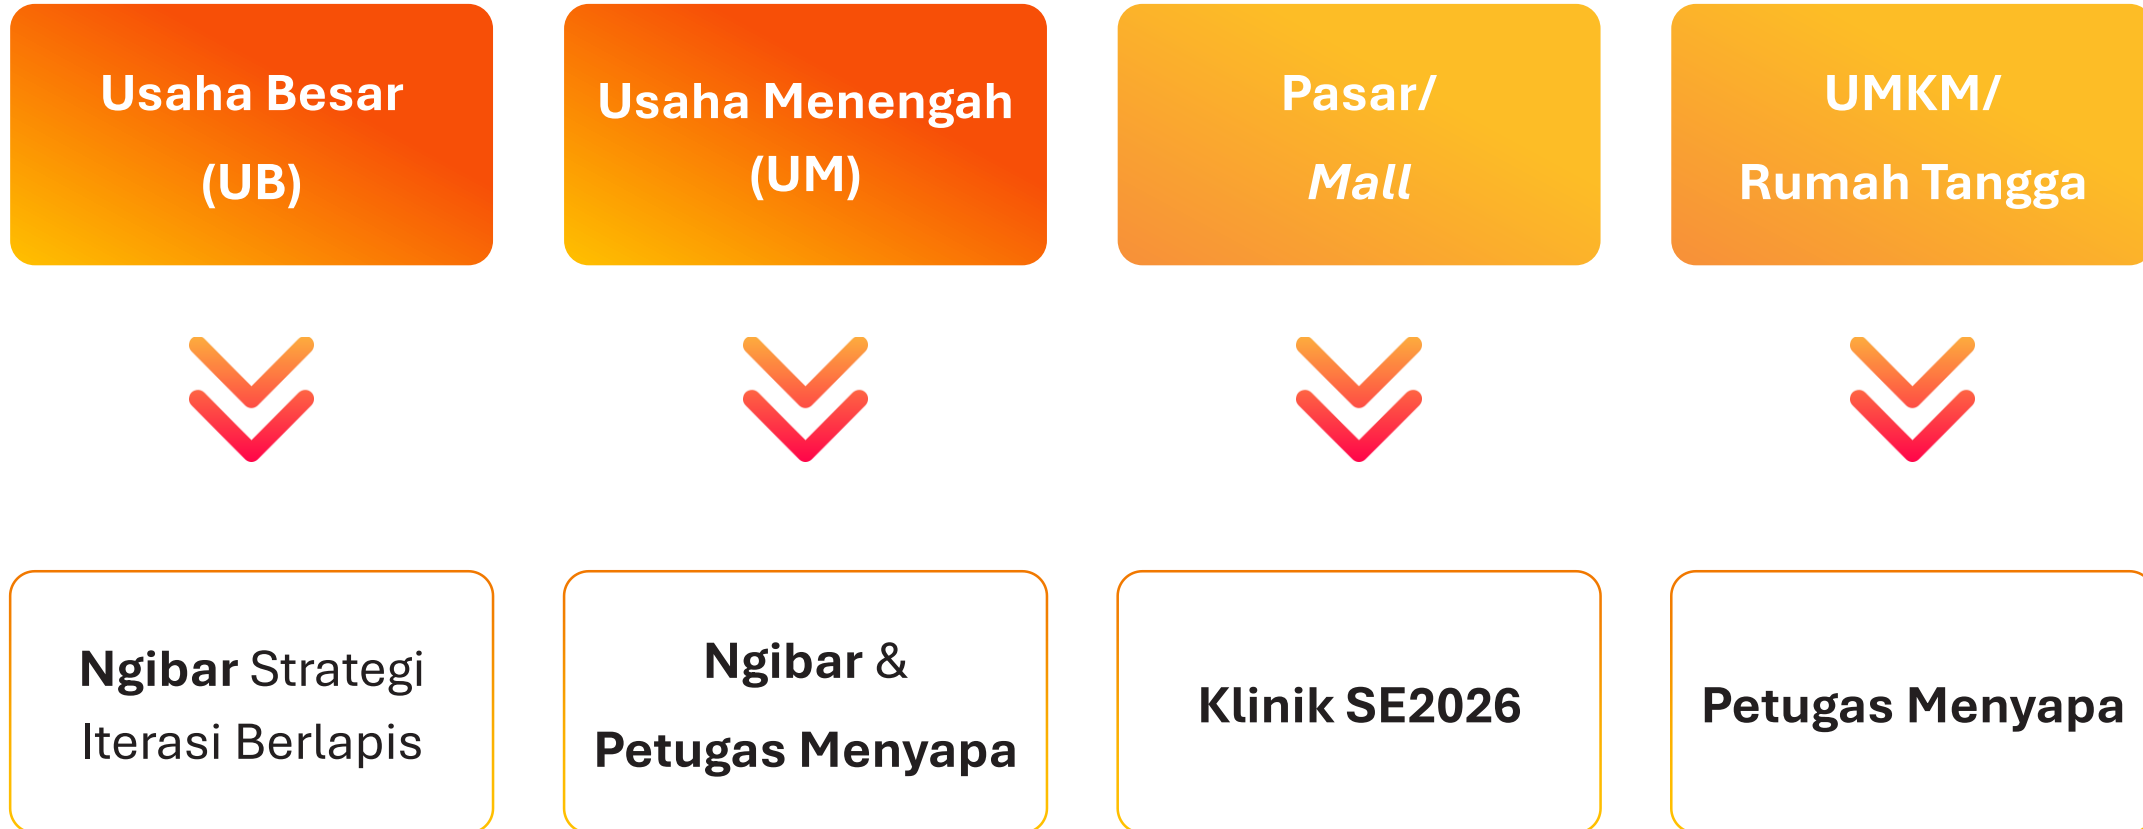 Usaha Besar
(UB)
Usaha Menengah
(UM)
Pasar/
Mall
UMKM/
Rumah Tangga
Ngibar Strategi
Iterasi Berlapis
Ngibar &
Petugas Menyapa
Klinik SE2026
Petugas Menyapa